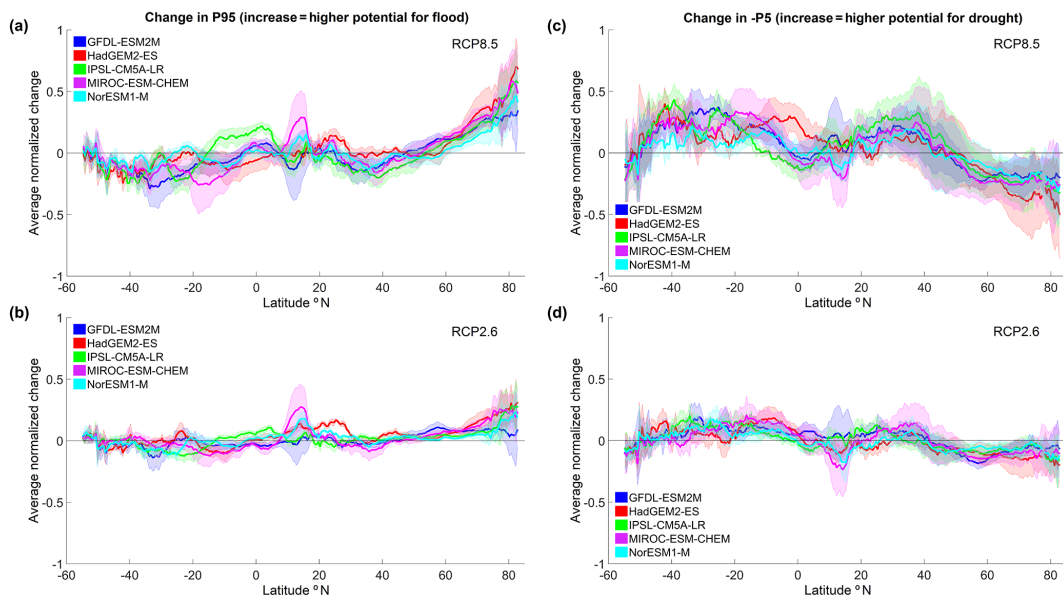 Change in P95 (increase=higher potential for flood)
(a)
RCP8.5
GFDL-ESM2M
HadGEM2-ES
IPSL-CM5A-LR
MIROC-ESM-CHEM
NorESM1-M
Average normalized change
1
0.5
0
-0.5
-1
-60 -40 -20 0 20 40 60 80
Latitude º N
Change in -P5 (increase=higher potential for drought)
(c)
RCP8.5
Average normalized change
1
0.5
0
-0.5
-1
GFDL-ESM2M
HadGEM2-ES
IPSL-CM5A-LR
MIROC-ESM-CHEM
NorESM1-M
-60 -40 -20 0 20 40 60 80
Latitude º N
(b)
RCP2.6
GFDL-ESM2M
HadGEM2-ES
IPSL-CM5A-LR
MIROC-ESM-CHEM
NorESM1-M
Average normalized change
1
0.5
0
-0.5
-1
-60 -40 -20 0 20 40 60 80
Latitude º N
(d)
RCP2.6
Average normalized change
1
0.5
0
-0.5
-1
GFDL-ESM2M
HadGEM2-ES
IPSL-CM5A-LR
MIROC-ESM-CHEM
NorESM1-M
-60 -40 -20 0 20 40 60 80
Latitude º N